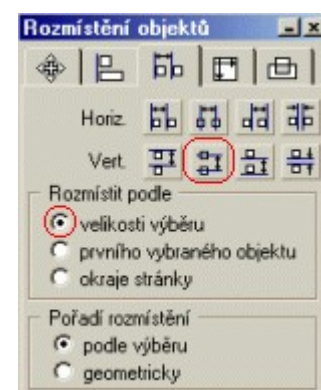 Rozmístění objektů
Horiz.
Vert.
Rozmístit podle
velikosti výběru
prvního vybraného objektu
okraje stránky
Pořadí rozmístění
podle výběru
geometricky